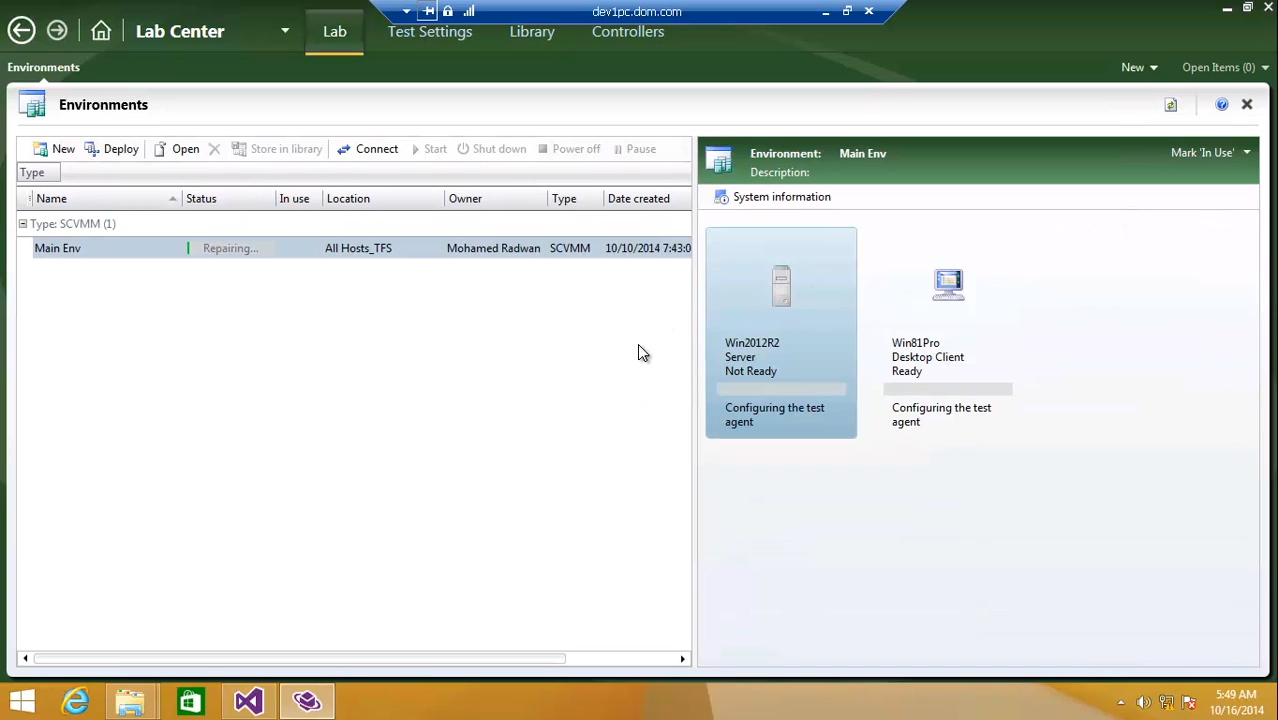 dev1pc.dom.com
Lab Center
Lab
Test Settings
Library
Controllers
Environments
New
Open Items (0)
Environments
New
Deploy
Open
Store in library
Connect
Start
Shut down
Power off
Pause
Type
Name
Status
In use
Location
Owner
Type
Date created
Type: SCVMM (1)
Main Env
Repairing...
All Hosts_TFS
Mohamed Radwan
SCVMM
10/10/2014 7:43:0
Environment: Main Env
Mark 'In Use'
Description:
System information
Win2012R2
Server
Not Ready
Configuring the test
agent
Win81Pro
Desktop Client
Ready
Configuring the test
agent
5:49 AM
10/16/2014